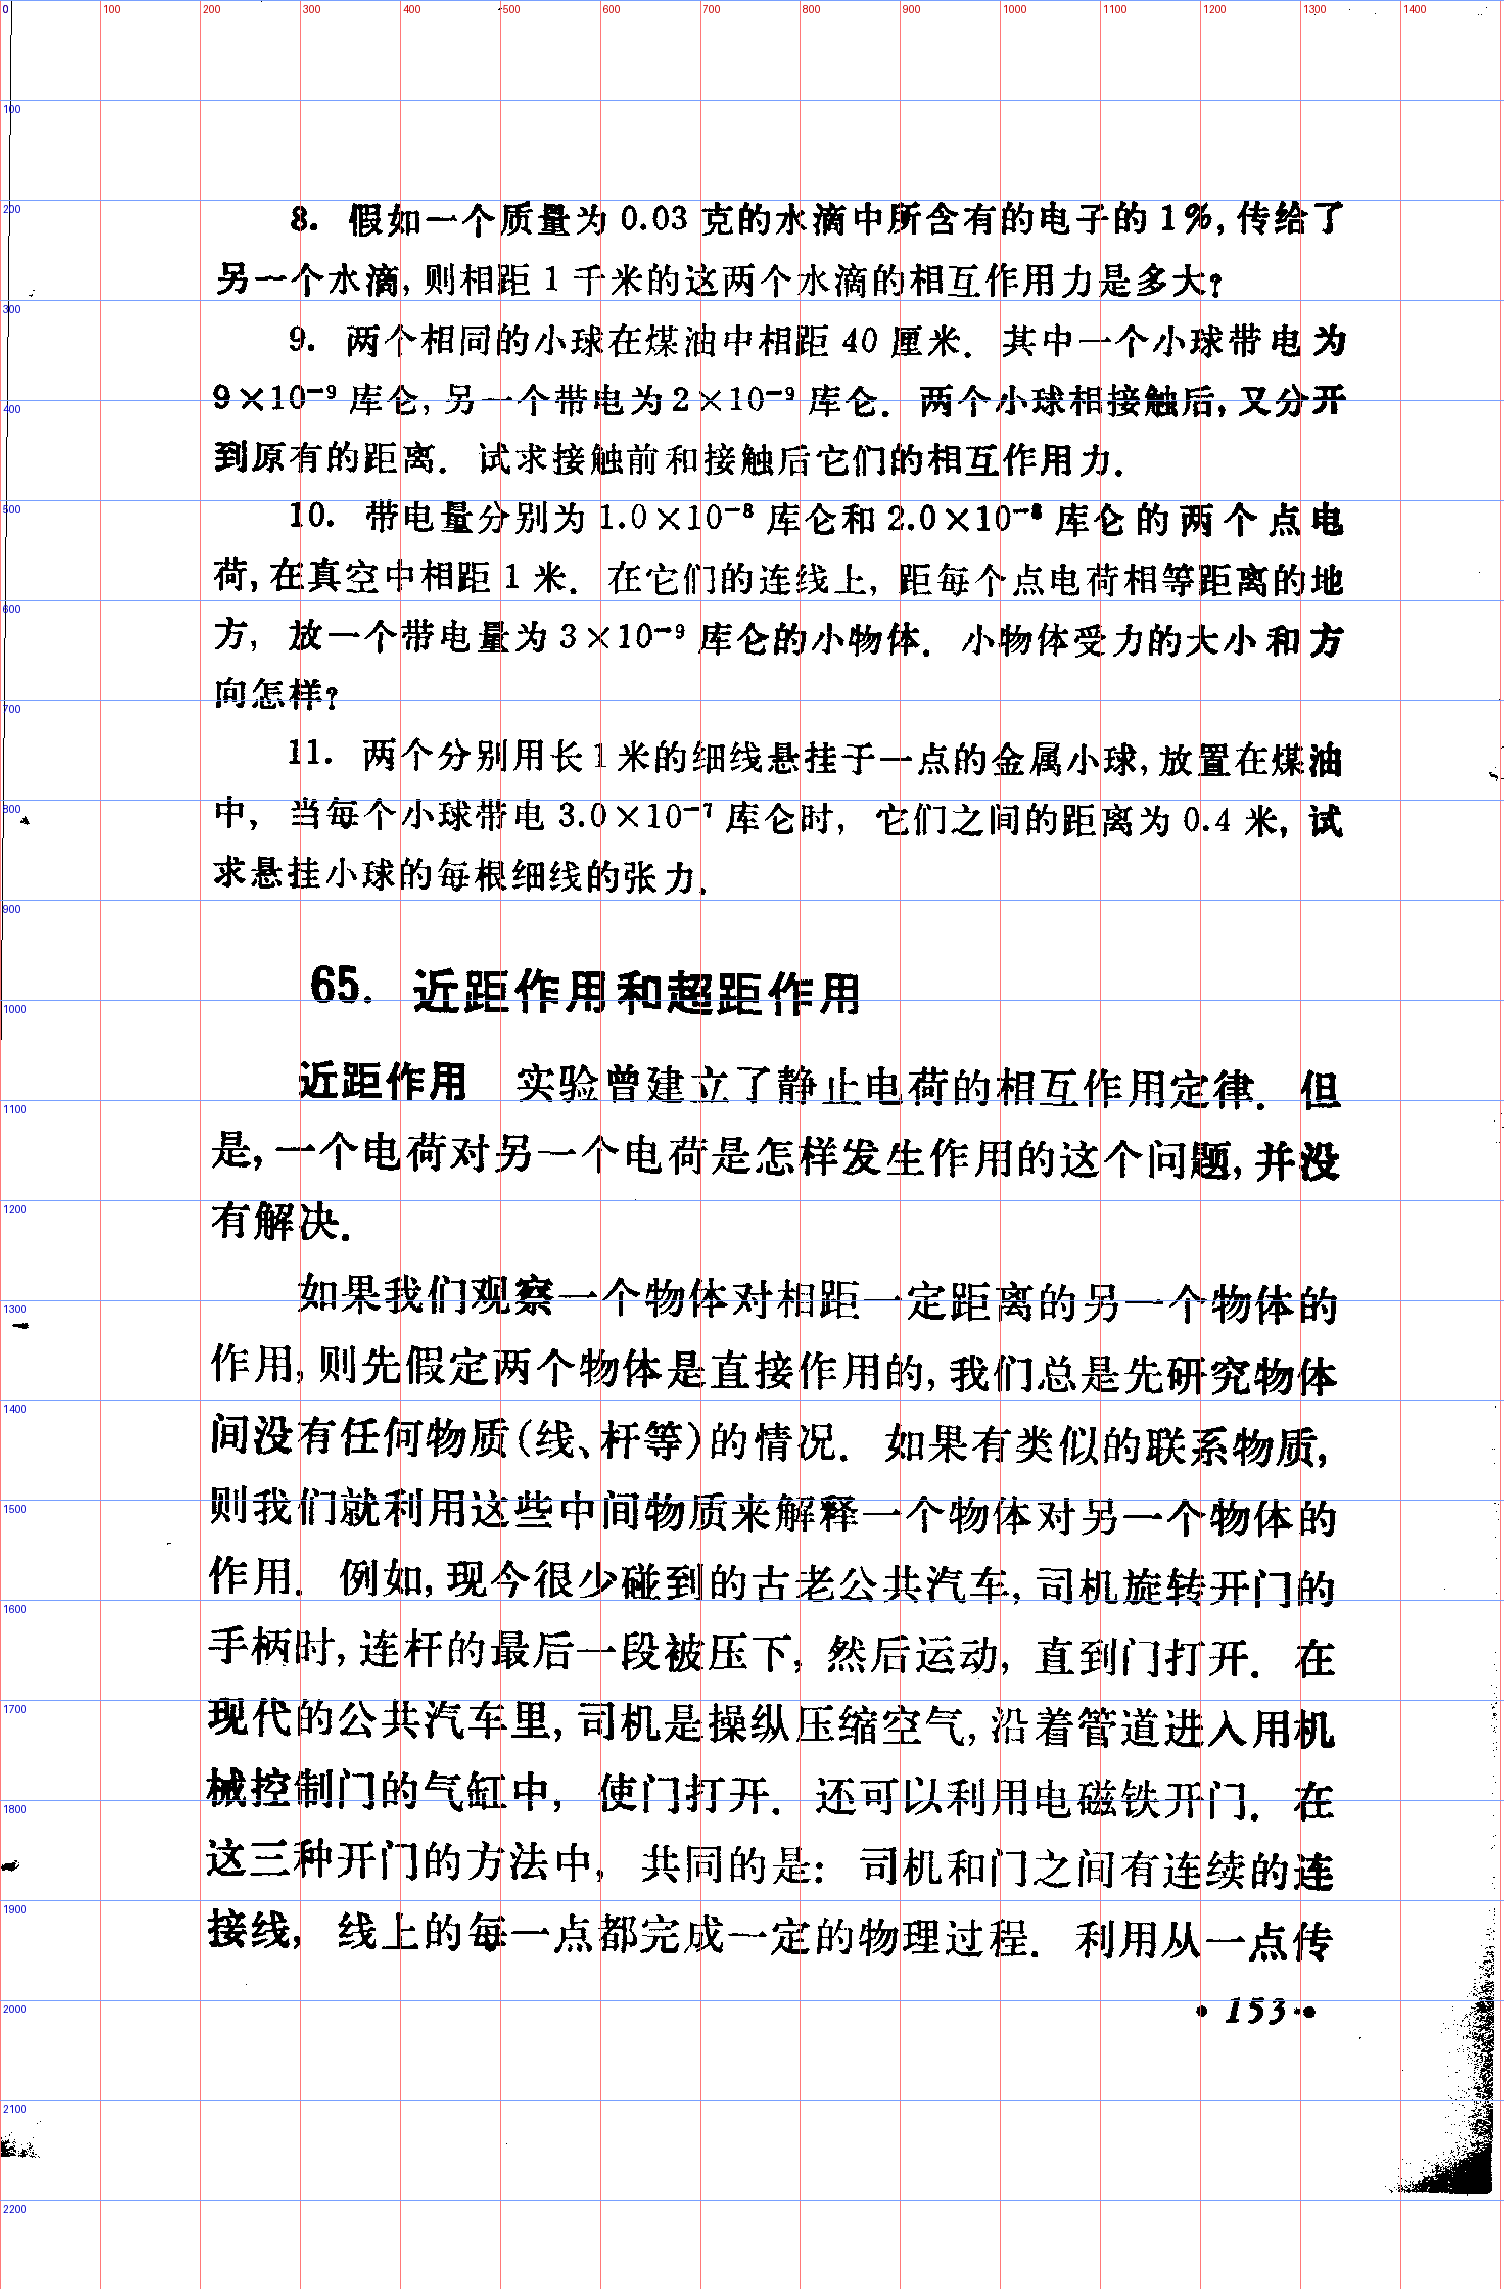 8. 假如一个质量为 0.03 克的水滴中所含有的电子的 1%, 传给了
另一个水滴, 则相距 1 千米的这两个水滴的相互作用力是多大?
9. 两个相同的小球在煤油中相距 40 厘米. 其中一个小球带电为
9×10⁻⁹ 库仑, 另一个带电为 2×10⁻⁹ 库仑. 两个小球相接触后, 又分开
到原有的距离. 试求接触前和接触后它们的相互作用力.
10. 带电量分别为 1.0×10⁻⁸ 库仑和 2.0×10⁻⁸ 库仑的两个点电
荷, 在真空中相距 1 米. 在它们的连线上, 距每个点电荷相等距离的地
方, 放一个带电量为 3×10⁻⁹ 库仑的小物体. 小物体受力的大小和方
向怎样?
11. 两个分别用长 1 米的细线悬挂于一点的金属小球, 放置在煤油
中, 当每个小球带电 3.0×10⁻⁷ 库仑时, 它们之间的距离为 0.4 米, 试
求悬挂小球的每根细线的张力.
65. 近距作用和超距作用
近距作用 实验曾建立了静止电荷的相互作用定律. 但
是, 一个电荷对另一个电荷是怎样发生作用的这个问题, 并没
有解决.
如果我们观察一个物体对相距一定距离的另一个物体的
作用, 则先假定两个物体是直接作用的, 我们总是先研究物体
间没有任何物质(线、杆等)的情况. 如果有类似的联系物质,
则我们就利用这些中间物质来解释一个物体对另一个物体的
作用. 例如, 现今很少碰到的古老公共汽车, 司机旋转开门的
手柄时, 连杆的最后一段被压下, 然后运动, 直到门打开. 在
现代的公共汽车里, 司机是操纵压缩空气, 沿着管道进入用机
械控制门的气缸中, 使门打开. 还可以利用电磁铁开门. 在
这三种开门的方法中, 共同的是: 司机和门之间有连续的连
接线, 线上的每一点都完成一定的物理过程. 利用从一点传
• 153 •